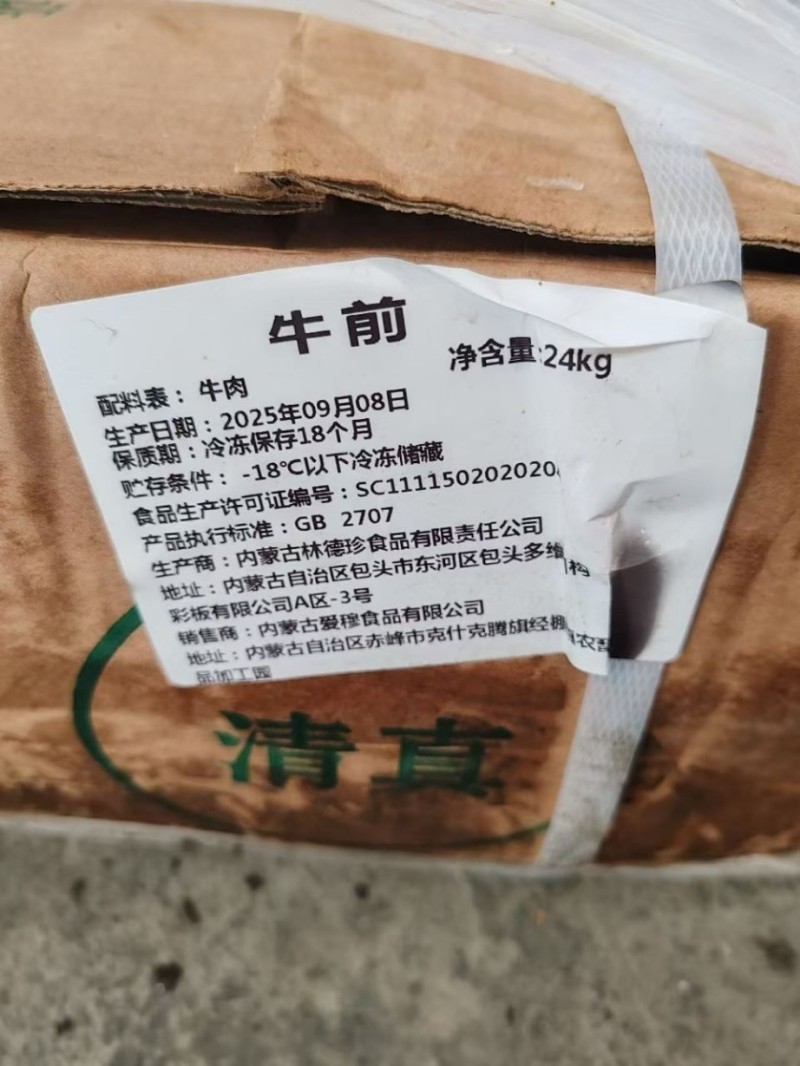 牛前
净含量:24kg
配料表：牛肉
生产日期：2025年09月08日
保质期：冷冻保存18个月
贮存条件： -18℃以下冷冻储藏
食品生产许可证编号：SC111150202020
产品执行标准：GB 2707
生产商：内蒙古林德珍食品有限责任公司
地址：内蒙古自治区包头市东河区包头多维 构
彩板有限公司A区-3号
销售商：内蒙古爱穆食品有限公司
地址：内蒙古自治区赤峰市克什克腾旗经棚 农
品加工园
清真